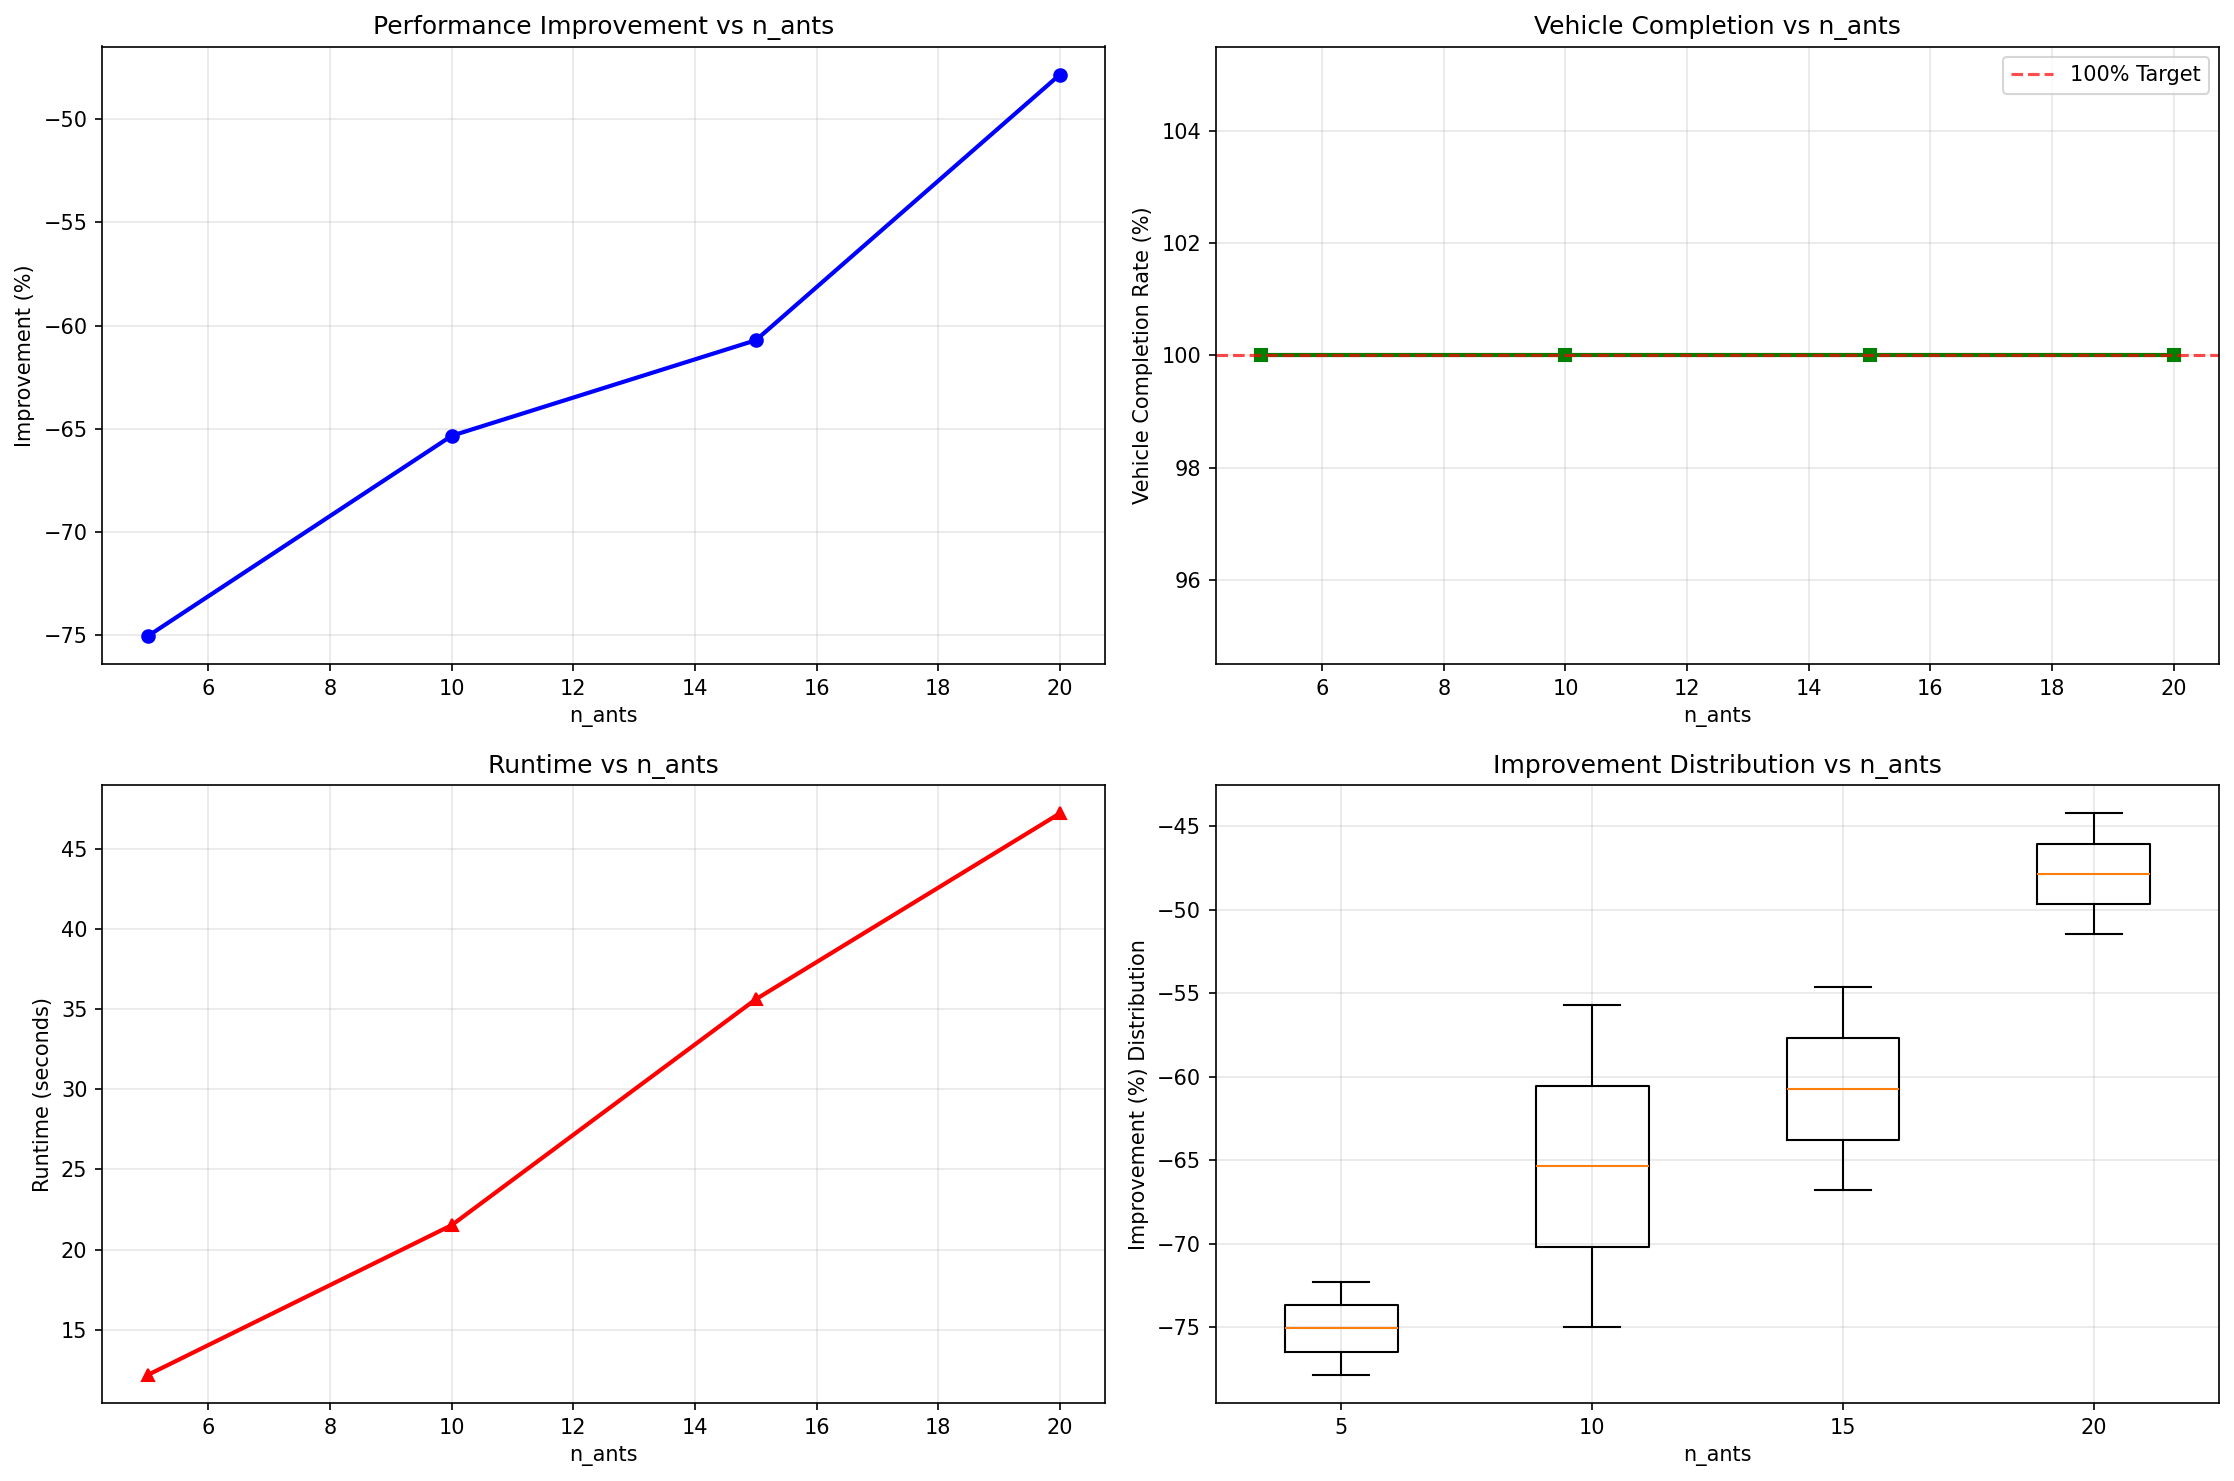 Performance Improvement vs n_ants
Improvement (%)
−50
−55
−60
−65
−70
−75
6 8 10 12 14 16 18 20
n_ants
Vehicle Completion vs n_ants
100% Target
Vehicle Completion Rate (%)
104
102
100
98
96
6 8 10 12 14 16 18 20
n_ants
Runtime vs n_ants
Runtime (seconds)
45
40
35
30
25
20
15
6 8 10 12 14 16 18 20
n_ants
Improvement Distribution vs n_ants
Improvement (%) Distribution
−45
−50
−55
−60
−65
−70
−75
5 10 15 20
n_ants